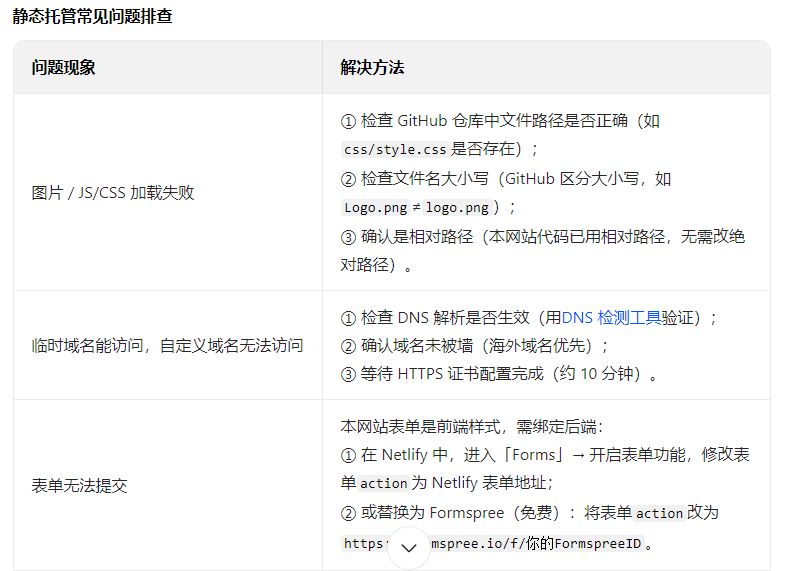 静态托管常见问题排查
问题现象
解决方法
图片 / JS/CSS 加载失败
① 检查 GitHub 仓库中文件路径是否正确（如
css/style.css 是否存在）；
② 检查文件名大小写（GitHub 区分大小写，如
Logo.png ≠ logo.png ）；
③ 确认是相对路径（本网站代码已用相对路径，无需改绝
对路径）。
临时域名能访问，自定义域名无法访问
① 检查 DNS 解析是否生效（用DNS 检测工具验证）；
② 确认域名未被墙（海外域名优先）；
③ 等待 HTTPS 证书配置完成（约 10 分钟）。
表单无法提交
本网站表单是前端样式，需绑定后端：
① 在 Netlify 中，进入「Forms」→ 开启表单功能，修改表
单 action 为 Netlify 表单地址；
② 或替换为 Formspree（免费）：将表单 action 改为
https: mspree.io/f/你的FormspreeID 。